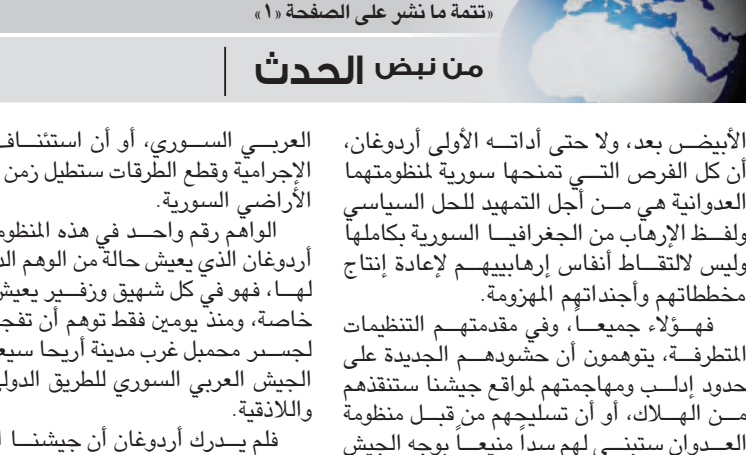 «تتمة ما نشر على الصفحة «١»
من نبض الحدث
الأبيض بعد، ولا حتى أداته الأولى أردوغان،
أن كل الفرص التي تمنحها سورية لمنظومتهما
العدوانية هي من أجل التمهيد للحل السياسي
ولفظ الإرهاب من الجغرافيا السورية بكاملها
وليس لالتقاط أنفاس إرهابييهم لإعادة إنتاج
مخططاتهم وأجنداتهم المهزومة.
فهؤلاء جميعاً، وفي مقدمتهم التنظيمات
المتطرفة، يتوهمون أن حشودهم الجديدة على
حدود إدلب ومهاجمتهم لمواقع جيشنا ستنقذهم
من الهلاك، أو أن تسليحهم من قبل منظومة
العدوان ستبني لهم سداً منيعاً بوجه الجيش
العربي السوري، أو أن استئناف
الإجرامية وقطع الطرقات ستطيل زمن
الأراضي السورية.
الواهم رقم واحد في هذه
أردوغان الذي يعيش حالة من الوهم
لها، فهو في كل شهيق وزفير يعيش
خاصة، ومنذ يومين فقط توهم أن
لجسر محمبل غرب مدينة أريحا
الجيش العربي السوري للطريق
واللاذقية.
فلم يدرك أردوغان أن جيشنا